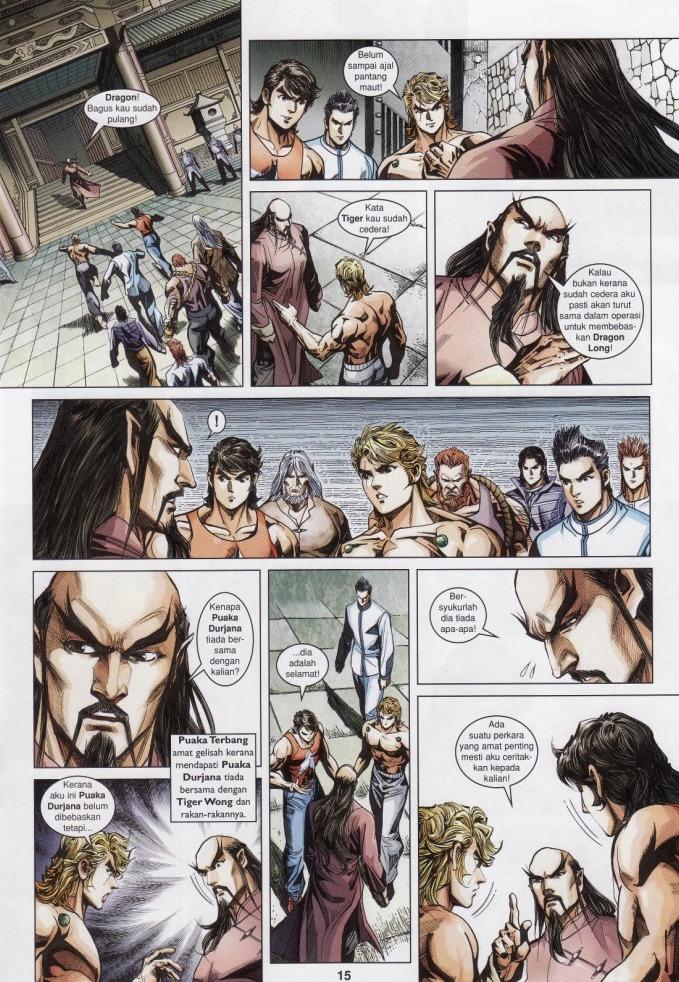 Dragon!
Bagus kau sudah
pulang!
Belum
sampai ajal
pantang
maut!
Kata
Tiger kau sudah
cedera!
Kalau
bukan kerana
sudah cedera aku
pasti akan turut
sama dalam operasi
untuk membebas-
kan Dragon
Long!
!
Kenapa
Puaka
Durjana
tiada ber-
sama
dengan
kalian?
Puaka Terbang
amat gelisah kerana
mendapati Puaka
Durjana tiada
bersama dengan
Tiger Wong dan
rakan-rakannya.
Kerana
aku ini Puaka
Durjana belum
dibebaskan
tetapi...
...dia
adalah
selamat!
Ber-
syukurlah
dia tiada
apa-apa!
Ada
suatu perkara
yang amat penting
mesti aku ceritak-
kan kepada
kalian!
15